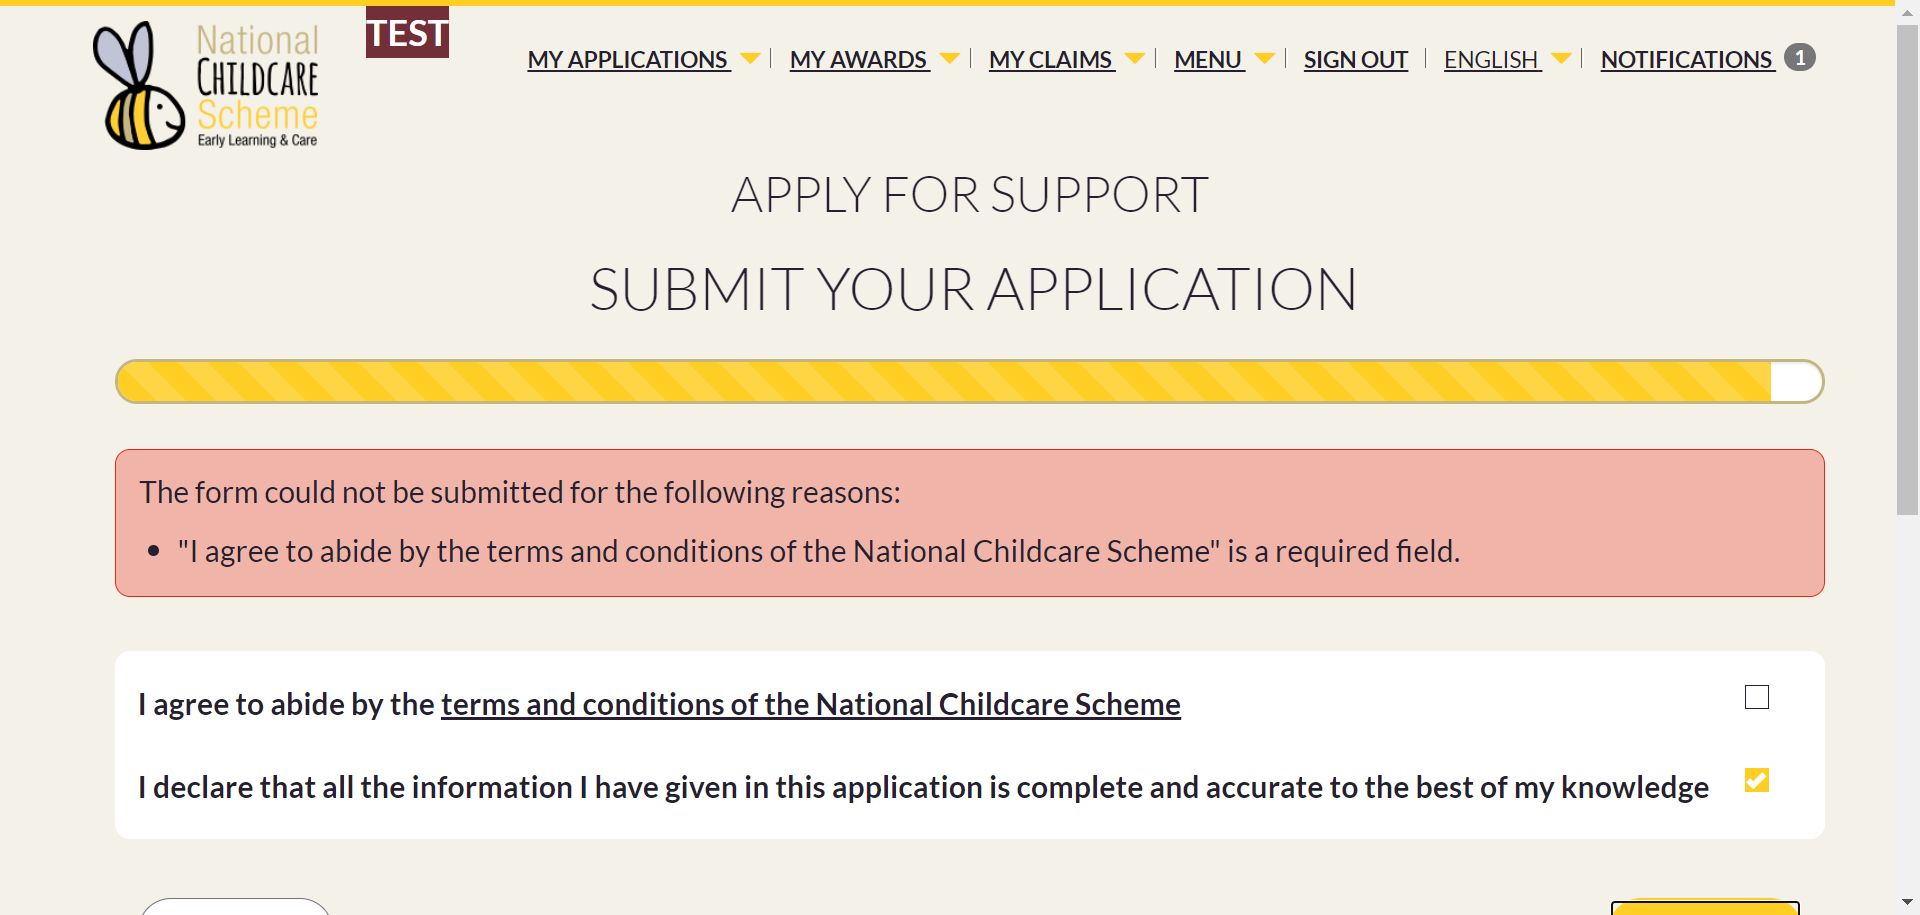 National
CHILDCARE
Scheme
Early Learning & Care
TEST
MY APPLICATIONS
MY AWARDS
MY CLAIMS
MENU
SIGN OUT
ENGLISH
NOTIFICATIONS 1
APPLY FOR SUPPORT
SUBMIT YOUR APPLICATION
The form could not be submitted for the following reasons:
"I agree to abide by the terms and conditions of the National Childcare Scheme" is a required field.
I agree to abide by the terms and conditions of the National Childcare Scheme
I declare that all the information I have given in this application is complete and accurate to the best of my knowledge